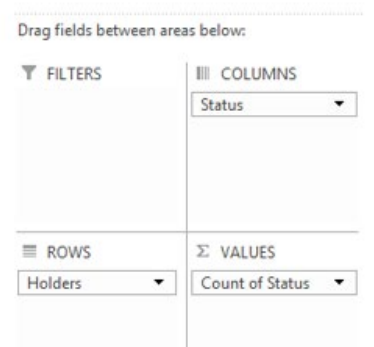 Drag fields between areas below:
FILTERS
COLUMNS
Status
ROWS
Σ VALUES
Holders
Count of Status